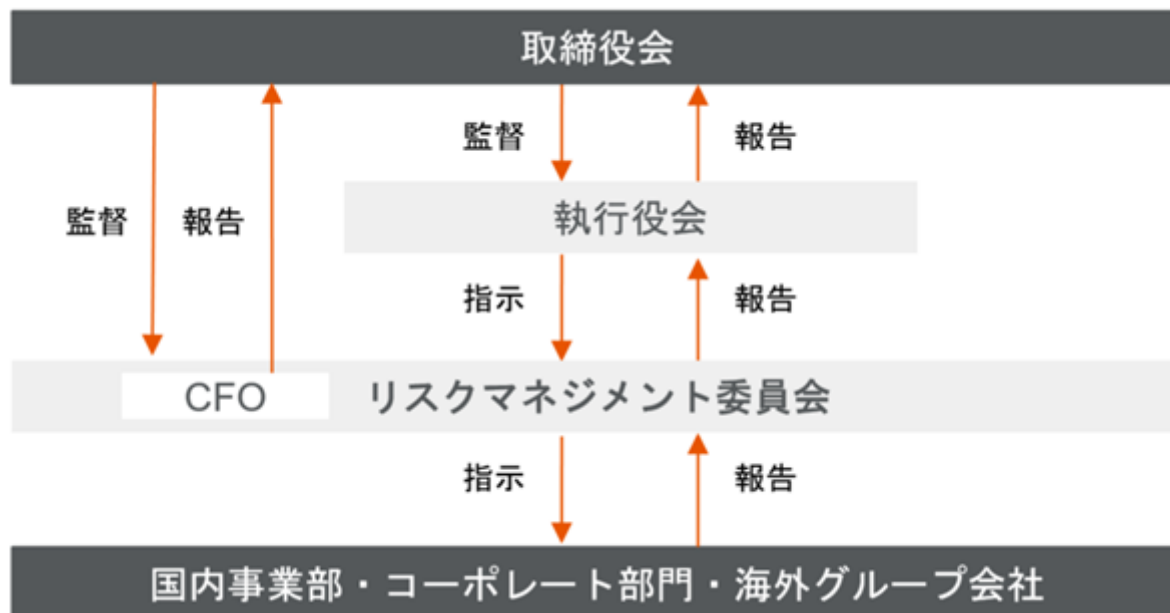 取締役会
監督 報告
執行役会
監督 報告
指示 報告
CFO リスクマネジメント委員会
指示 報告
国内事業部・コーポレート部門・海外グループ会社